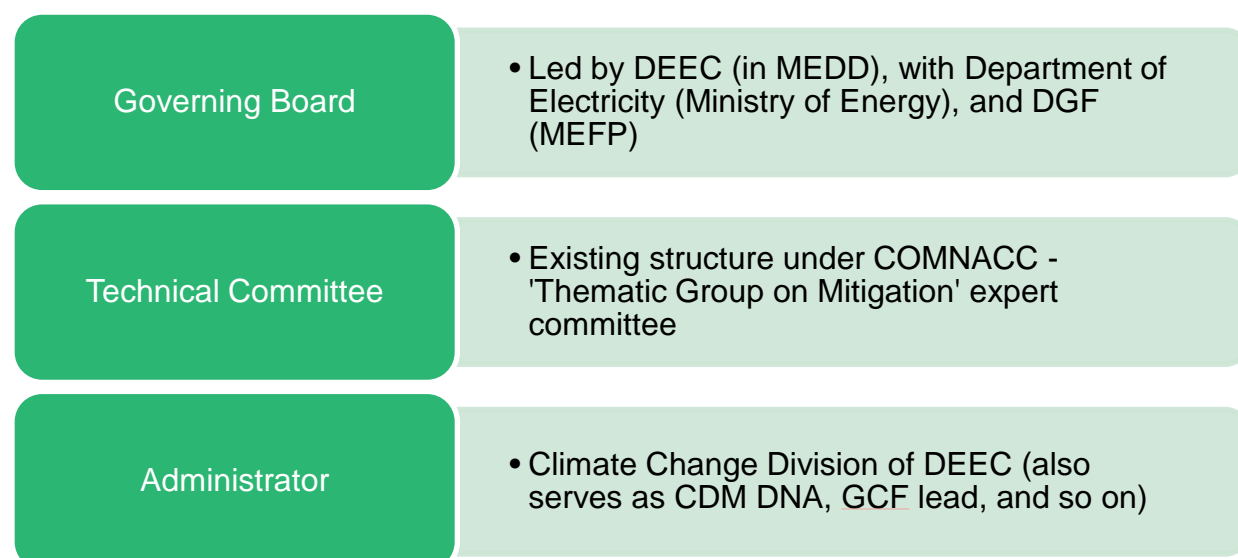 Governing Board
• Led by DEEC (in MEDD), with Department of
Electricity (Ministry of Energy), and DGF
(MEFP)
Technical Committee
• Existing structure under COMNACC -
'Thematic Group on Mitigation' expert
committee
Administrator
• Climate Change Division of DEEC (also
serves as CDM DNA, GCF lead, and so on)